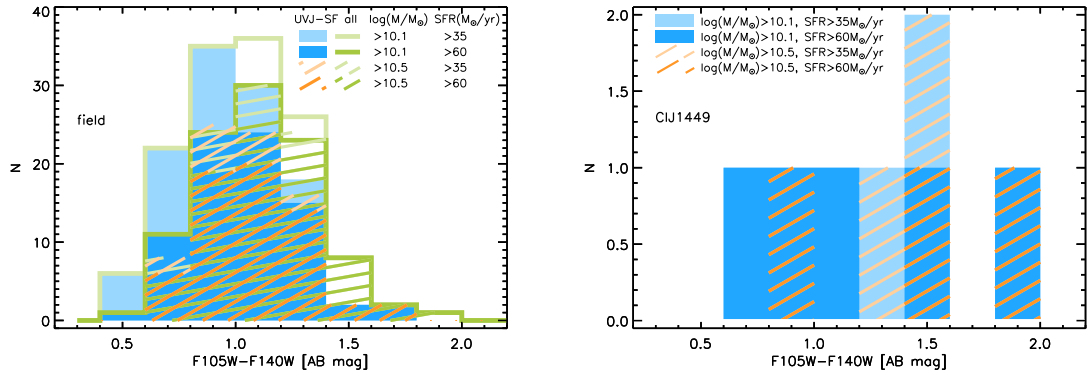 UVJ-SF all log(M/M⊙) SFR(M⊙/yr)
>10.1 >35
>10.1 >60
>10.5 >35
>10.5 >60
field
N
40
30
20
10
0
0.5 1.0 1.5 2.0
F105W-F140W [AB mag]
log(M/M⊙)>10.1, SFR>35M⊙/yr
log(M/M⊙)>10.1, SFR>60M⊙/yr
log(M/M⊙)>10.5, SFR>35M⊙/yr
log(M/M⊙)>10.5, SFR>60M⊙/yr
ClJ1449
N
2.0
1.5
1.0
0.5
0.0
0.5 1.0 1.5 2.0
F105W-F140W [AB mag]